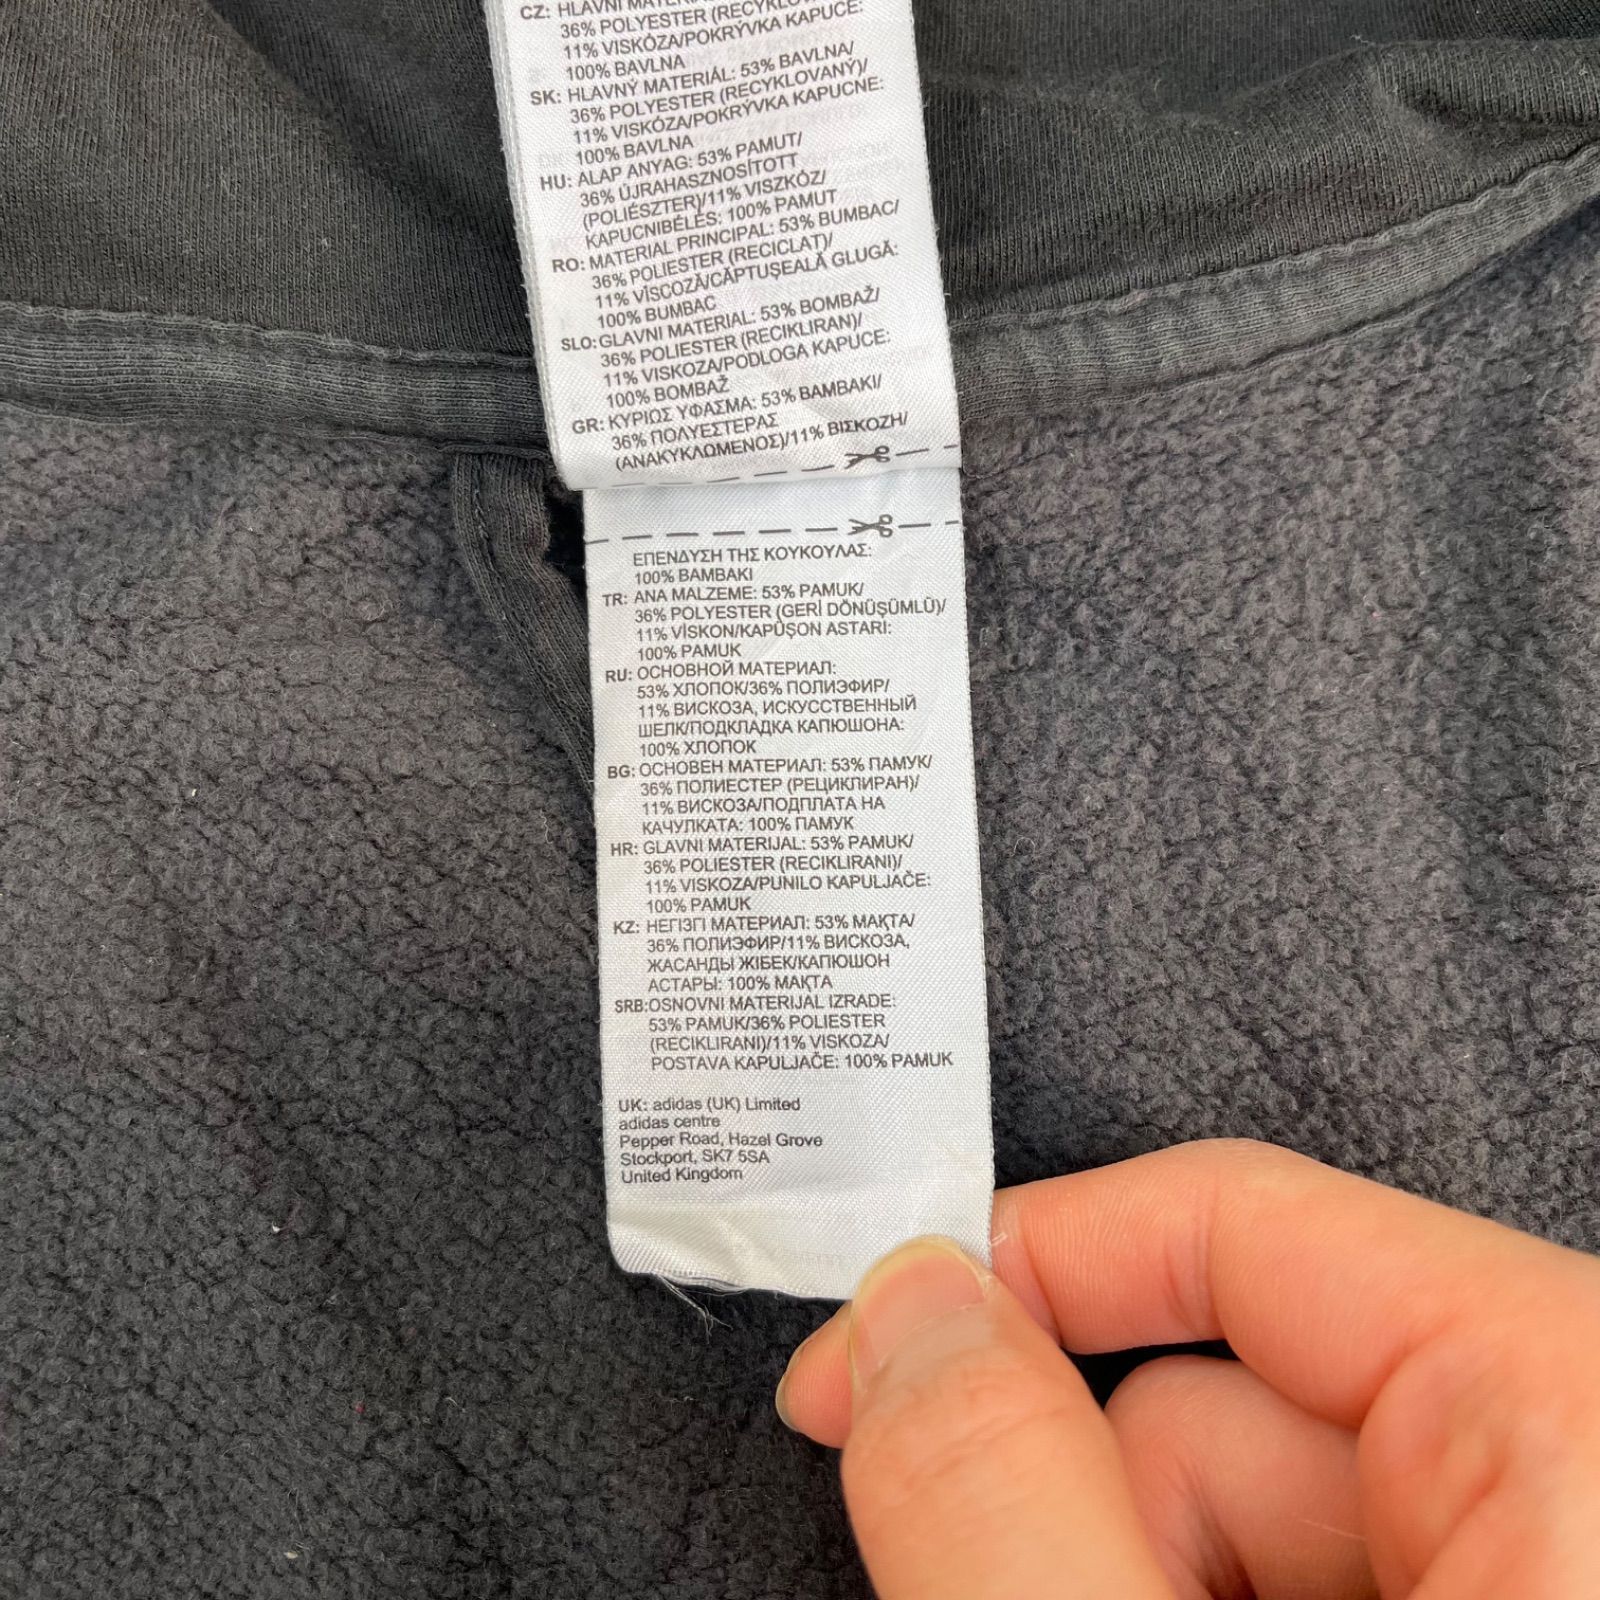 CZ: HLAVNÍ
36% POLYESTER (RECYKLOVANÝ)/
11% VISKÓZA/POKRÝVKA KAPUCE:
100% BAVLNA
SK: HLAVNÝ MATERIÁL: 53% BAVLNA/
36% POLYESTER (RECYKLOVANÝ)/
11% VISKÓZA/POKRÝVKA KAPUCNE:
100% BAVLNA
HU: ALAP ANYAG: 53% PAMUT/
36% ÚJRAHASZNOSÍTOTT
(POLIÉSZTER)/11% VISZKÓZ/
KAPUCNIBÉLÉS: 100% PAMUT
RO: MATERIAL PRINCIPAL: 53% BUMBAC/
36% POLIESTER (RECICLAT)/
11% VÎSCOZĂ/CĂPTUŞEALĂ GLUGĂ:
100% BUMBAC
SLO: GLAVNI MATERIAL: 53% BOMBAŽ/
36% POLIESTER (RECIKLIRAN)/
11% VISKOZA/PODLOGA KAPUCE:
100% BOMBAŽ
GR: ΚΥΡΙΩΣ ΥΦΑΣΜΑ: 53% ΒΑΜΒΑΚΙ/
36% ΠΟΛΥΕΣΤΕΡΑΣ
(ΑΝΑΚΥΚΛΩΜΕΝΟΣ)/11% ΒΙΣΚΟΖΗ/
ΕΠΕΝΔΥΣΗ ΤΗΣ ΚΟΥΚΟΥΛΑΣ:
100% ΒΑΜΒΑΚΙ
TR: ANA MALZEME: 53% PAMUK/
36% POLYESTER (GERİ DÖNÜŞÜMLÜ)/
11% VİSKON/KAPÜŞON ASTARI:
100% PAMUK
RU: ОСНОВНОЙ МАТЕРИАЛ:
53% ХЛОПОК/36% ПОЛИЭФИР/
11% ВИСКОЗА, ИСКУССТВЕННЫЙ
ШЕЛК/ПОДКЛАДКА КАПЮШОНА:
100% ХЛОПОК
BG: ОСНОВЕН МАТЕРИАЛ: 53% ПАМУК/
36% ПОЛИЕСТЕР (РЕЦИКЛИРАН)/
11% ВИСКОЗА/ПОДПЛАТА НА
КАЧУЛКАТА: 100% ПАМУК
HR: GLAVNI MATERIJAL: 53% PAMUK/
36% POLIESTER (RECIKLIRANI)/
11% VISKOZA/PUNILO KAPULJAČE:
100% PAMUK
KZ: НЕГІЗГІ МАТЕРИАЛ: 53% МАҚТА/
36% ПОЛИЭФИР/11% ВИСКОЗА,
ЖАСАНДЫ ЖІБЕК/КАПЮШОН
АСТАРЫ: 100% МАҚТА
SRB: OSNOVNI MATERIJAL IZRADE:
53% PAMUK/36% POLIESTER
(RECIKLIRANI)/11% VISKOZA/
POSTAVA KAPULJAČE: 100% PAMUK
UK: adidas (UK) Limited
adidas centre
Pepper Road, Hazel Grove
Stockport, SK7 5SA
United Kingdom